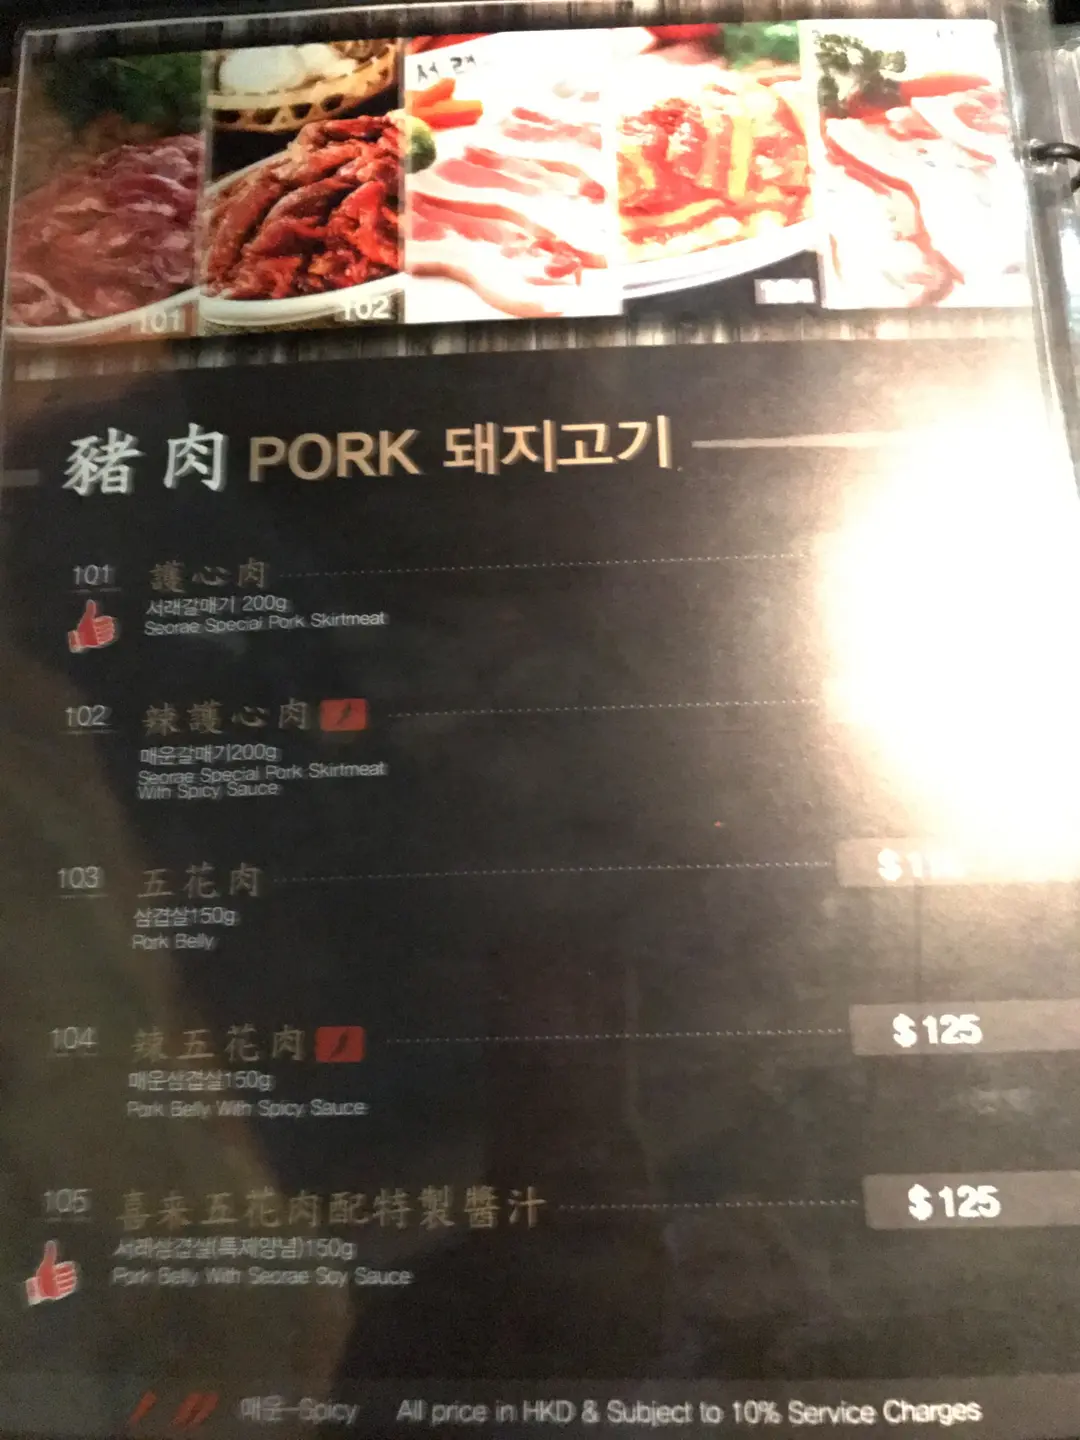 서래
101
102
104
豬肉 PORK 돼지고기
101 護心肉
서래갈매기 200g
Seorae Special Pork Skirtmeat
102 辣護心肉
매운갈매기200g
Seorae Special Pork Skirtmeat
With Spicy Sauce
103 五花肉
삼겹살150g
Pork Belly
104 辣五花肉 $125
매운삼겹살150g
Pork Belly With Spicy Sauce
105 喜来五花肉配特製醬汁 $125
서래삼겹살(특제양념)150g
Pork Belly With Seorae Soy Sauce
매운-Spicy All price in HKD & Subject to 10% Service Charges